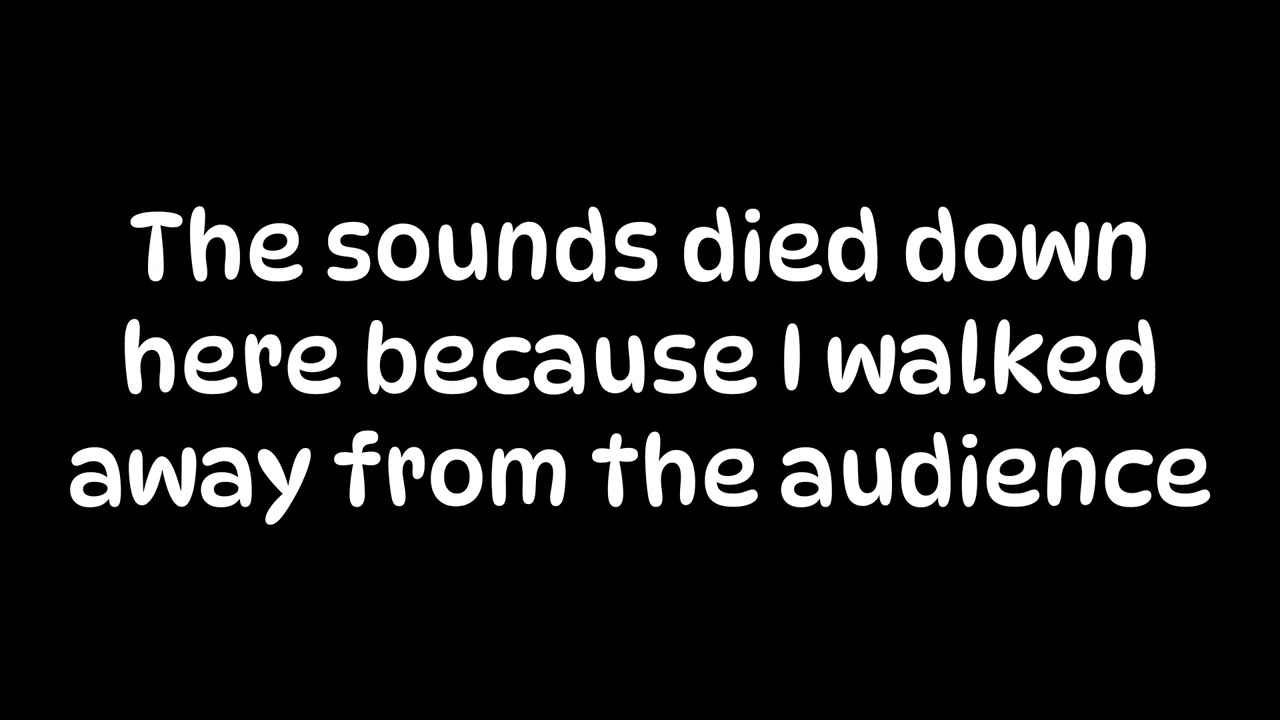 The sounds died down
here because I walked
away from the audience